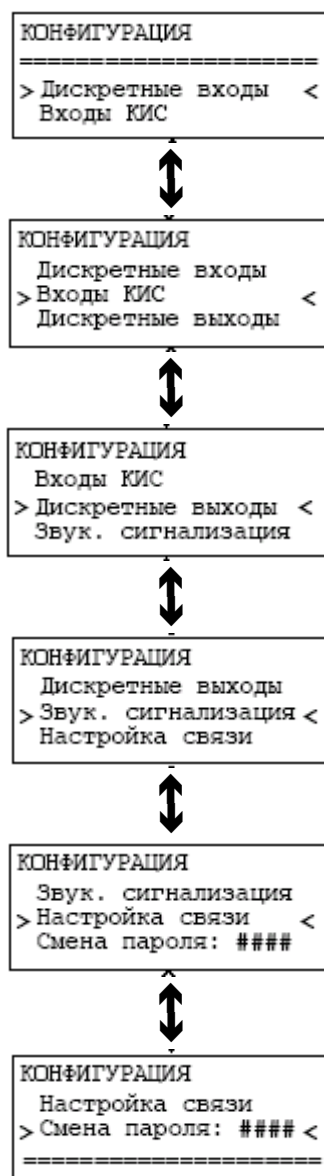 КОНФИГУРАЦИЯ
=====================
> Дискретные входы <
Входы КИС
КОНФИГУРАЦИЯ
Дискретные входы
> Входы КИС <
Дискретные выходы
КОНФИГУРАЦИЯ
Входы КИС
> Дискретные выходы <
Звук. сигнализация
КОНФИГУРАЦИЯ
Дискретные выходы
> Звук. сигнализация <
Настройка связи
КОНФИГУРАЦИЯ
Звук. сигнализация
> Настройка связи <
Смена пароля: ####
КОНФИГУРАЦИЯ
Настройка связи
> Смена пароля: #### <
=====================